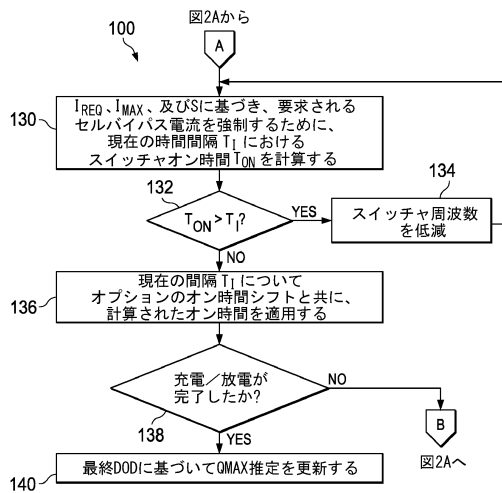 図2Aから
100
A
130
I_REQ、I_MAX、及びSに基づき、要求される
セルバイパス電流を強制するために、
現在の時間間隔 T_I における
スイッチャオン時間 T_ON を計算する
132
T_ON > T_I?
YES
134
スイッチャ周波数
を低減
NO
136
現在の間隔 T_I について
オプションのオン時間シフトと共に、
計算されたオン時間を適用する
充電／放電が
完了したか?
138
NO
B
図2Aへ
YES
140
最終DODに基づいてQMAX推定を更新する